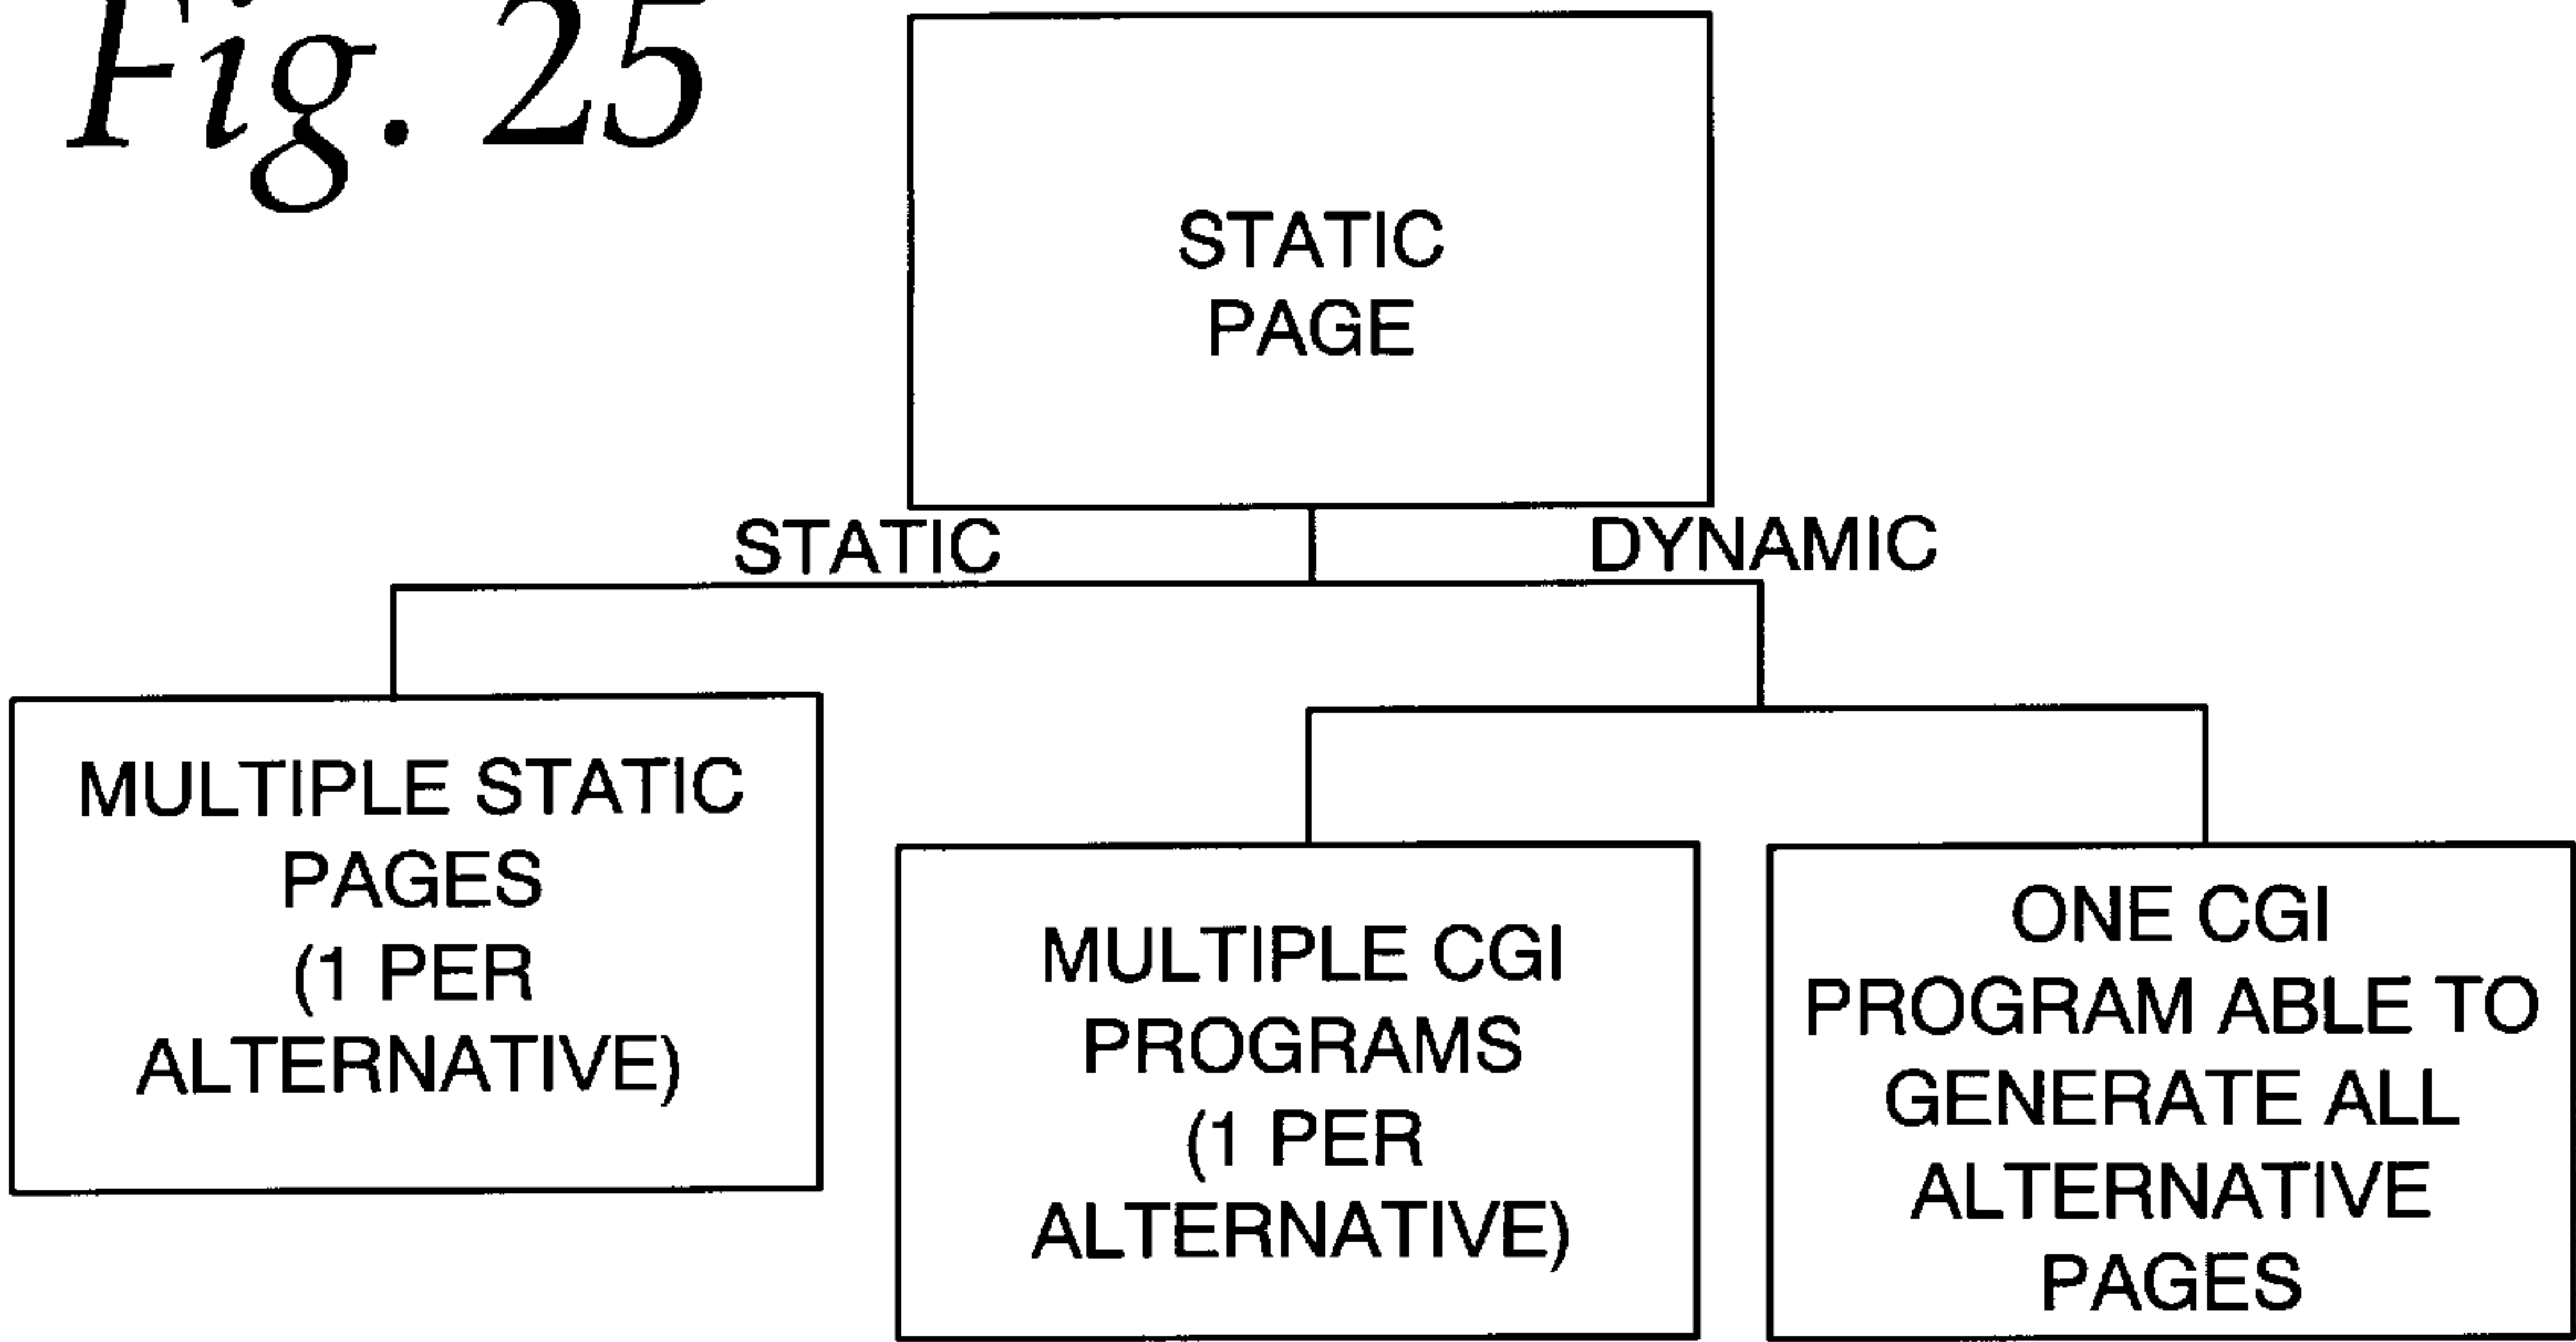 Fig. 25
STATIC
PAGE
STATIC
DYNAMIC
MULTIPLE STATIC
PAGES
(1 PER
ALTERNATIVE)
MULTIPLE CGI
PROGRAMS
(1 PER
ALTERNATIVE)
ONE CGI
PROGRAM ABLE TO
GENERATE ALL
ALTERNATIVE
PAGES